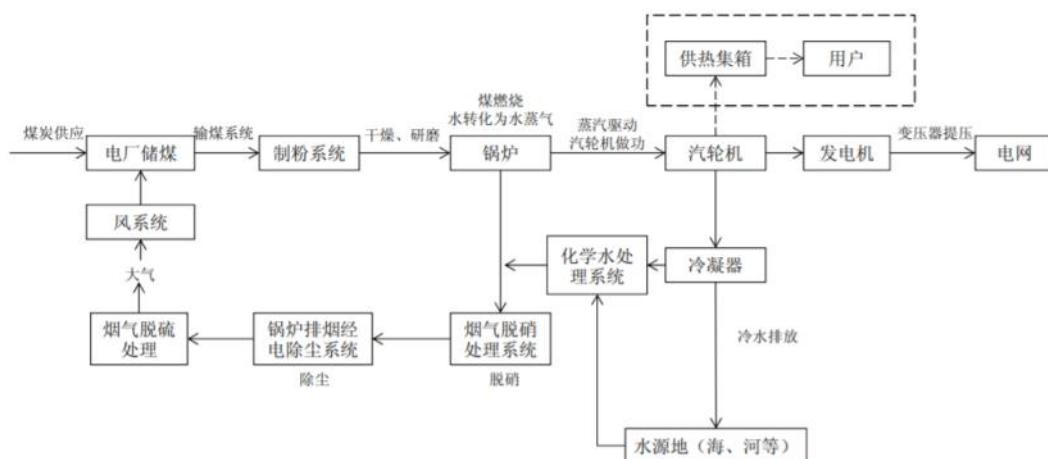 供热集箱
用户
煤燃烧
水转化为水蒸气
煤炭供应
输煤系统
干燥、研磨
蒸汽驱动
汽轮机做功
变压器提压
电厂储煤
制粉系统
锅炉
汽轮机
发电机
电网
风系统
大气
化学水处
理系统
冷凝器
烟气脱硫
处理
锅炉排烟经
电除尘系统
烟气脱硝
处理系统
冷水排放
除尘
脱硝
水源地（海、河等）